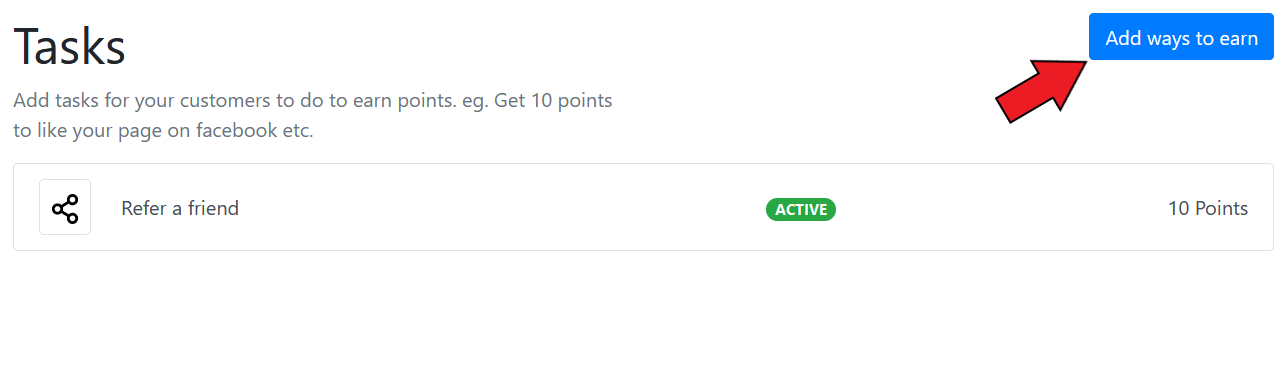 Tasks
Add ways to earn
Add tasks for your customers to do to earn points. eg. Get 10 points
to like your page on facebook etc.
Refer a friend
ACTIVE
10 Points